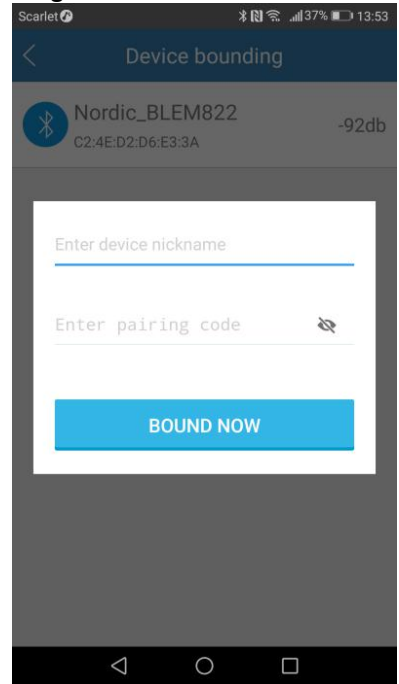 Scarlet 37% 13:53
Device bounding
Nordic_BLEM822
-92db
C2:4E:D2:D6:E3:3A
Enter device nickname
Enter pairing code
BOUND NOW